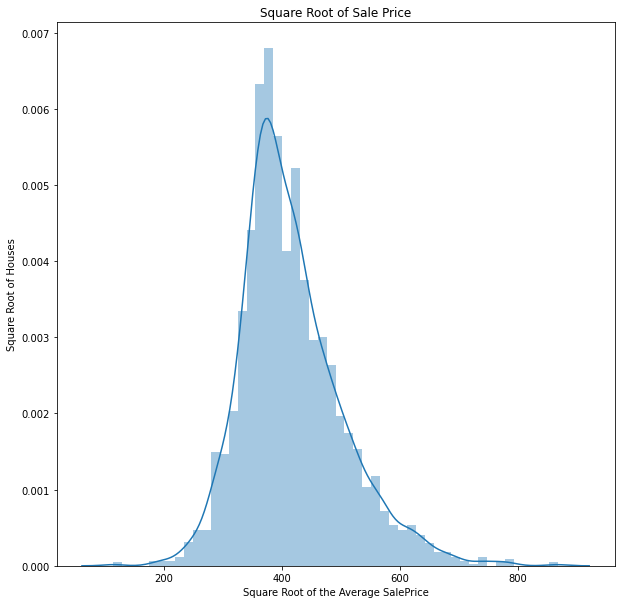 Square Root of Sale Price
0.007
0.006
0.005
0.004
0.003
0.002
0.001
0.000
Square Root of Houses
200 400 600 800
Square Root of the Average SalePrice